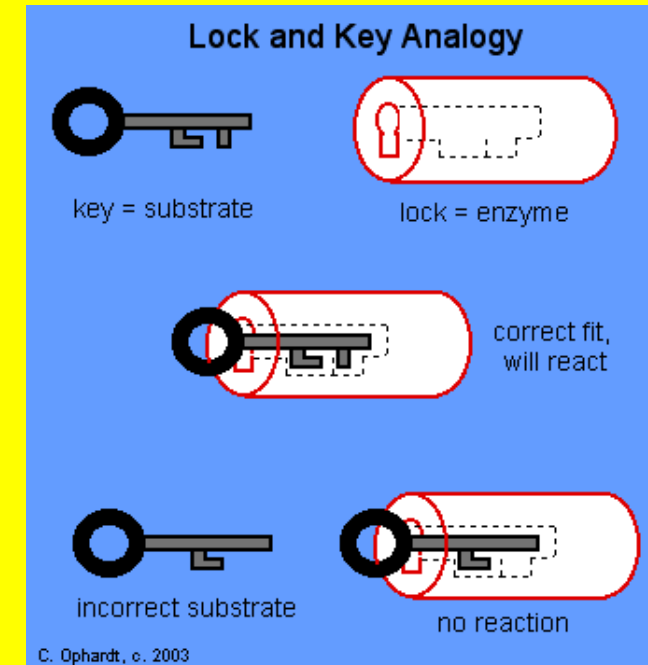 Lock and Key Analogy
key = substrate
lock = enzyme
correct fit,
will react
incorrect substrate
no reaction
C. Ophardt, c. 2003